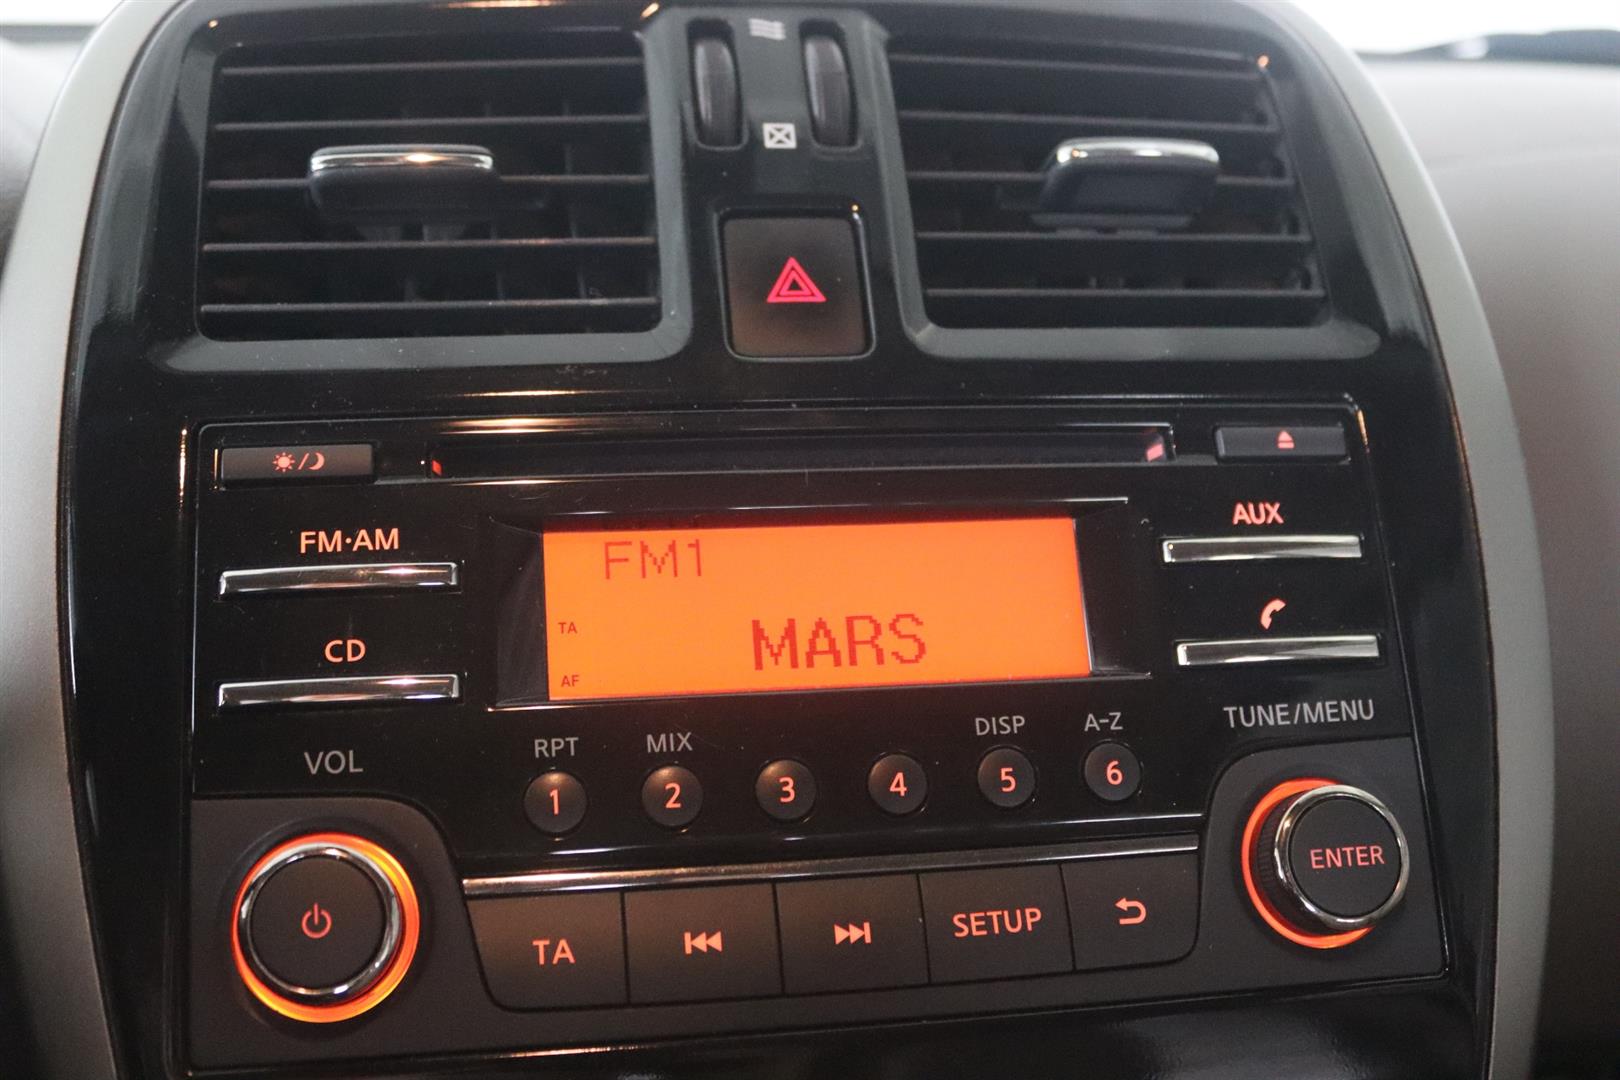 FM·AM
AUX
FM1
TA
MARS
CD
AF
VOL
RPT
MIX
DISP
A-Z
TUNE/MENU
1
2
3
4
5
6
ENTER
TA
SETUP